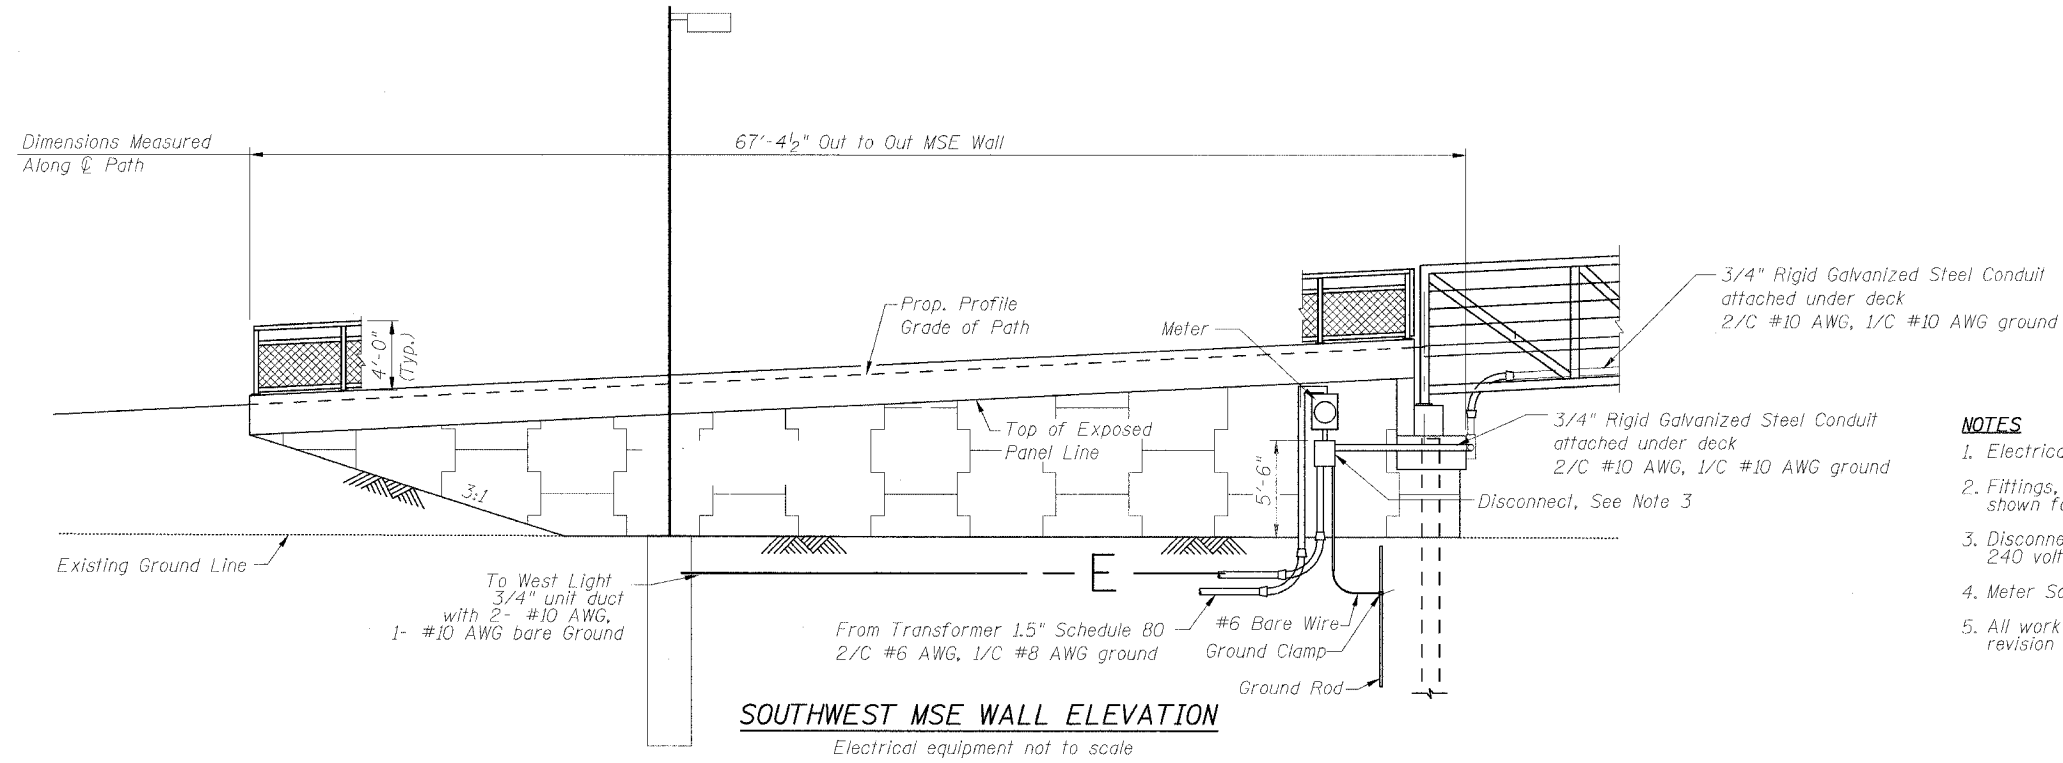 Dimensions Measured
Along ℄ Path
67'-4½" Out to Out MSE Wall
4'-0"
(Typ.)
Prop. Profile
Grade of Path
Meter
3/4" Rigid Galvanized Steel Conduit
attached under deck
2/C #10 AWG, 1/C #10 AWG ground
Top of Exposed
Panel Line
3/4" Rigid Galvanized Steel Conduit
attached under deck
2/C #10 AWG, 1/C #10 AWG ground
5'-6"
3:1
Disconnect, See Note 3
Existing Ground Line
To West Light
3/4" unit duct
with 2- #10 AWG,
1- #10 AWG bare Ground
E
From Transformer 1.5" Schedule 80
2/C #6 AWG, 1/C #8 AWG ground
#6 Bare Wire
Ground Clamp
Ground Rod
SOUTHWEST MSE WALL ELEVATION
Electrical equipment not to scale
NOTES
1. Electrica
2. Fittings,
shown fo
3. Disconne
240 volt
4. Meter So
5. All work
revision